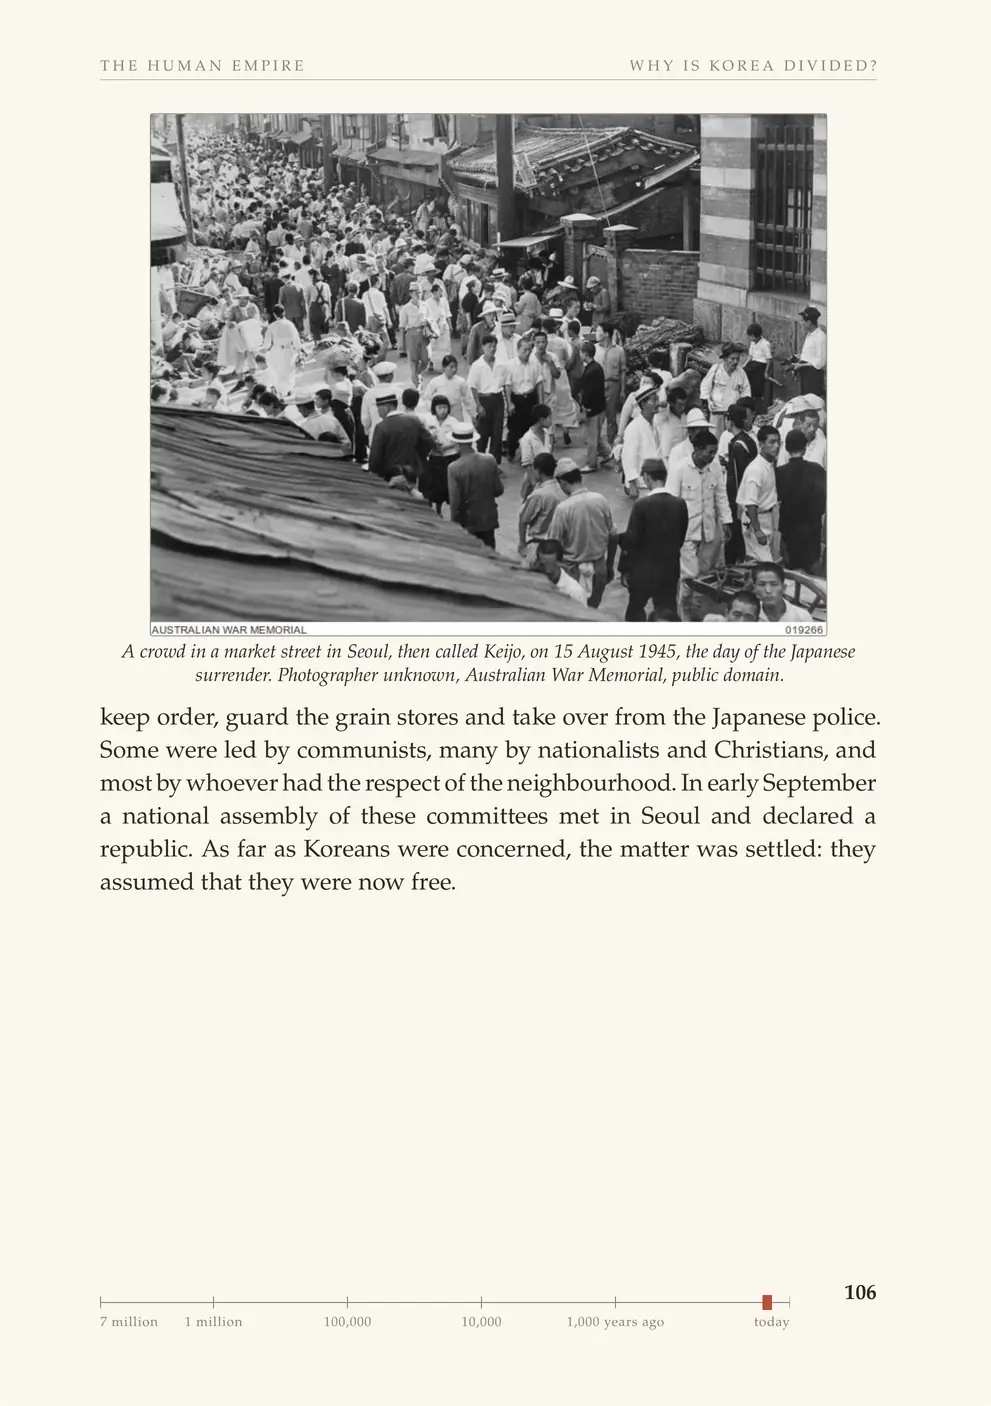 THE HUMAN EMPIRE
WHY IS KOREA DIVIDED?
AUSTRALIAN WAR MEMORIAL
019266
A crowd in a market street in Seoul, then called Keijo, on 15 August 1945, the day of the Japanese
surrender. Photographer unknown, Australian War Memorial, public domain.
keep order, guard the grain stores and take over from the Japanese police.
Some were led by communists, many by nationalists and Christians, and
most by whoever had the respect of the neighbourhood. In early September
a national assembly of these committees met in Seoul and declared a
republic. As far as Koreans were concerned, the matter was settled: they
assumed that they were now free.
106
7 million
1 million
100,000
10,000
1,000 years ago
today